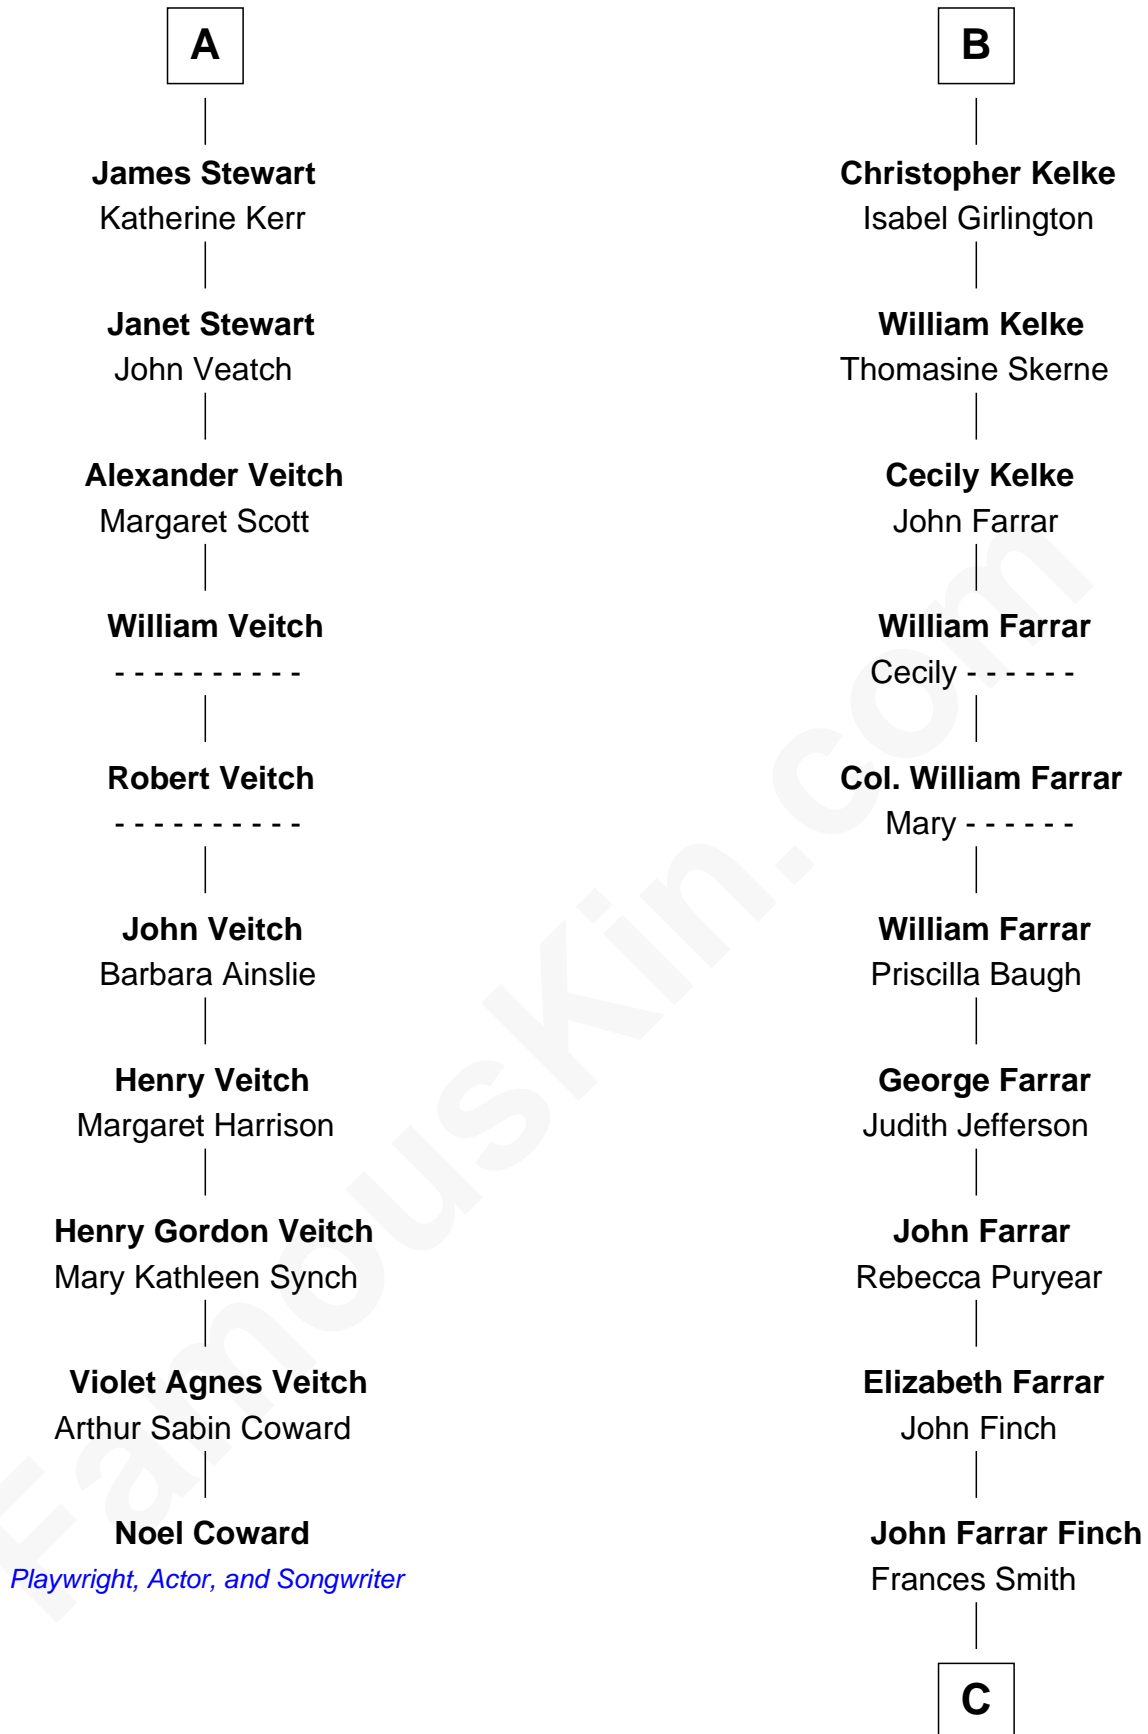 A
James Stewart
Katherine Kerr
Janet Stewart
John Veatch
Alexander Veitch
Margaret Scott
William Veitch
- - - - - - - - - -
Robert Veitch
- - - - - - - - - -
John Veitch
Barbara Ainslie
Henry Veitch
Margaret Harrison
Henry Gordon Veitch
Mary Kathleen Synch
Violet Agnes Veitch
Arthur Sabin Coward
Noel Coward
Playwright, Actor, and Songwriter
B
Christopher Kelke
Isabel Girlington
William Kelke
Thomasine Skerne
Cecily Kelke
John Farrar
William Farrar
Cecily - - - - - -
Col. William Farrar
Mary - - - - - -
William Farrar
Priscilla Baugh
George Farrar
Judith Jefferson
John Farrar
Rebecca Puryear
Elizabeth Farrar
John Finch
John Farrar Finch
Frances Smith
C
FamousKin.com